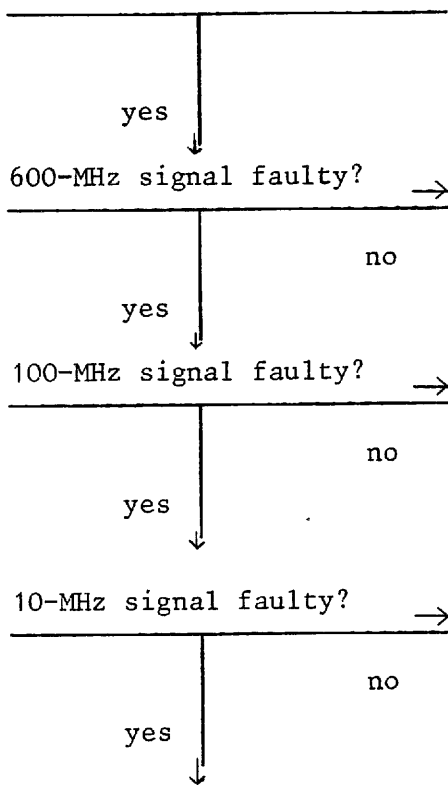 yes
600-MHz signal faulty?
no
yes
100-MHz signal faulty?
no
yes
10-MHz signal faulty?
no
yes